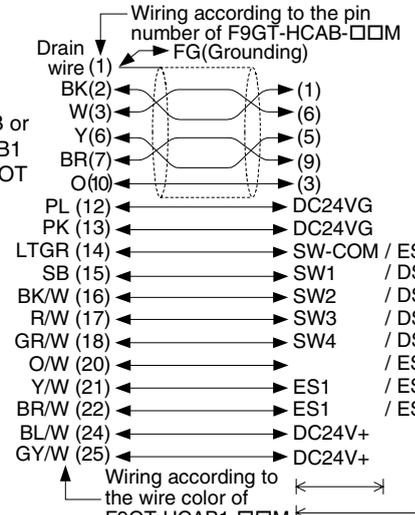 Wiring according to the pin
number of F9GT-HCAB-□□M
Drain
wire (1)
FG(Grounding)
BK(2) (1)
W(3) (6)
or
Y(6) (5)
BR(7) (9)
O(10) (3)
PL (12) DC24VG
PK (13) DC24VG
LTGR (14) SW-COM /
SB (15) SW1 /
BK/W (16) SW2 /
R/W (17) SW3 /
GR/W (18) SW4 /
O/W (20) /
Y/W (21) ES1 /
BR/W (22) ES1 /
BL/W (24) DC24V+
GY/W (25) DC24V+
Wiring according to
the wire color of
F9GT-HCAB1-□□M